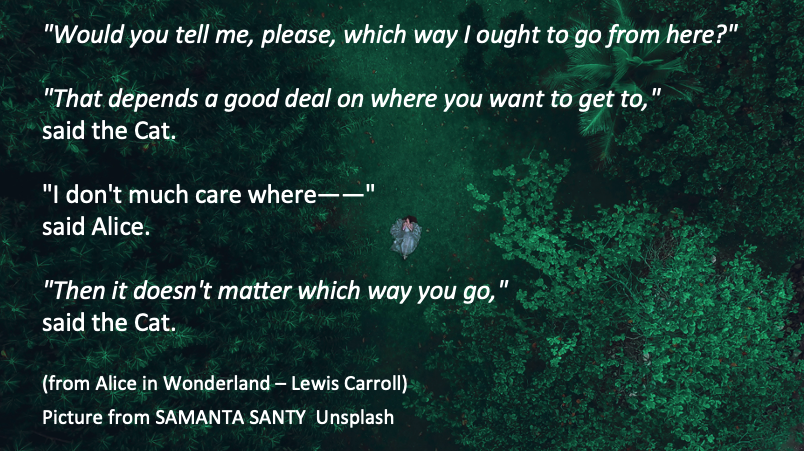 "Would you tell me, please, which way I ought to go from here?"
"That depends a good deal on where you want to get to,"
said the Cat.
"I don't much care where——"
said Alice.
"Then it doesn't matter which way you go,"
said the Cat.
(from Alice in Wonderland – Lewis Carroll)
Picture from SAMANTA SANTY  Unsplash